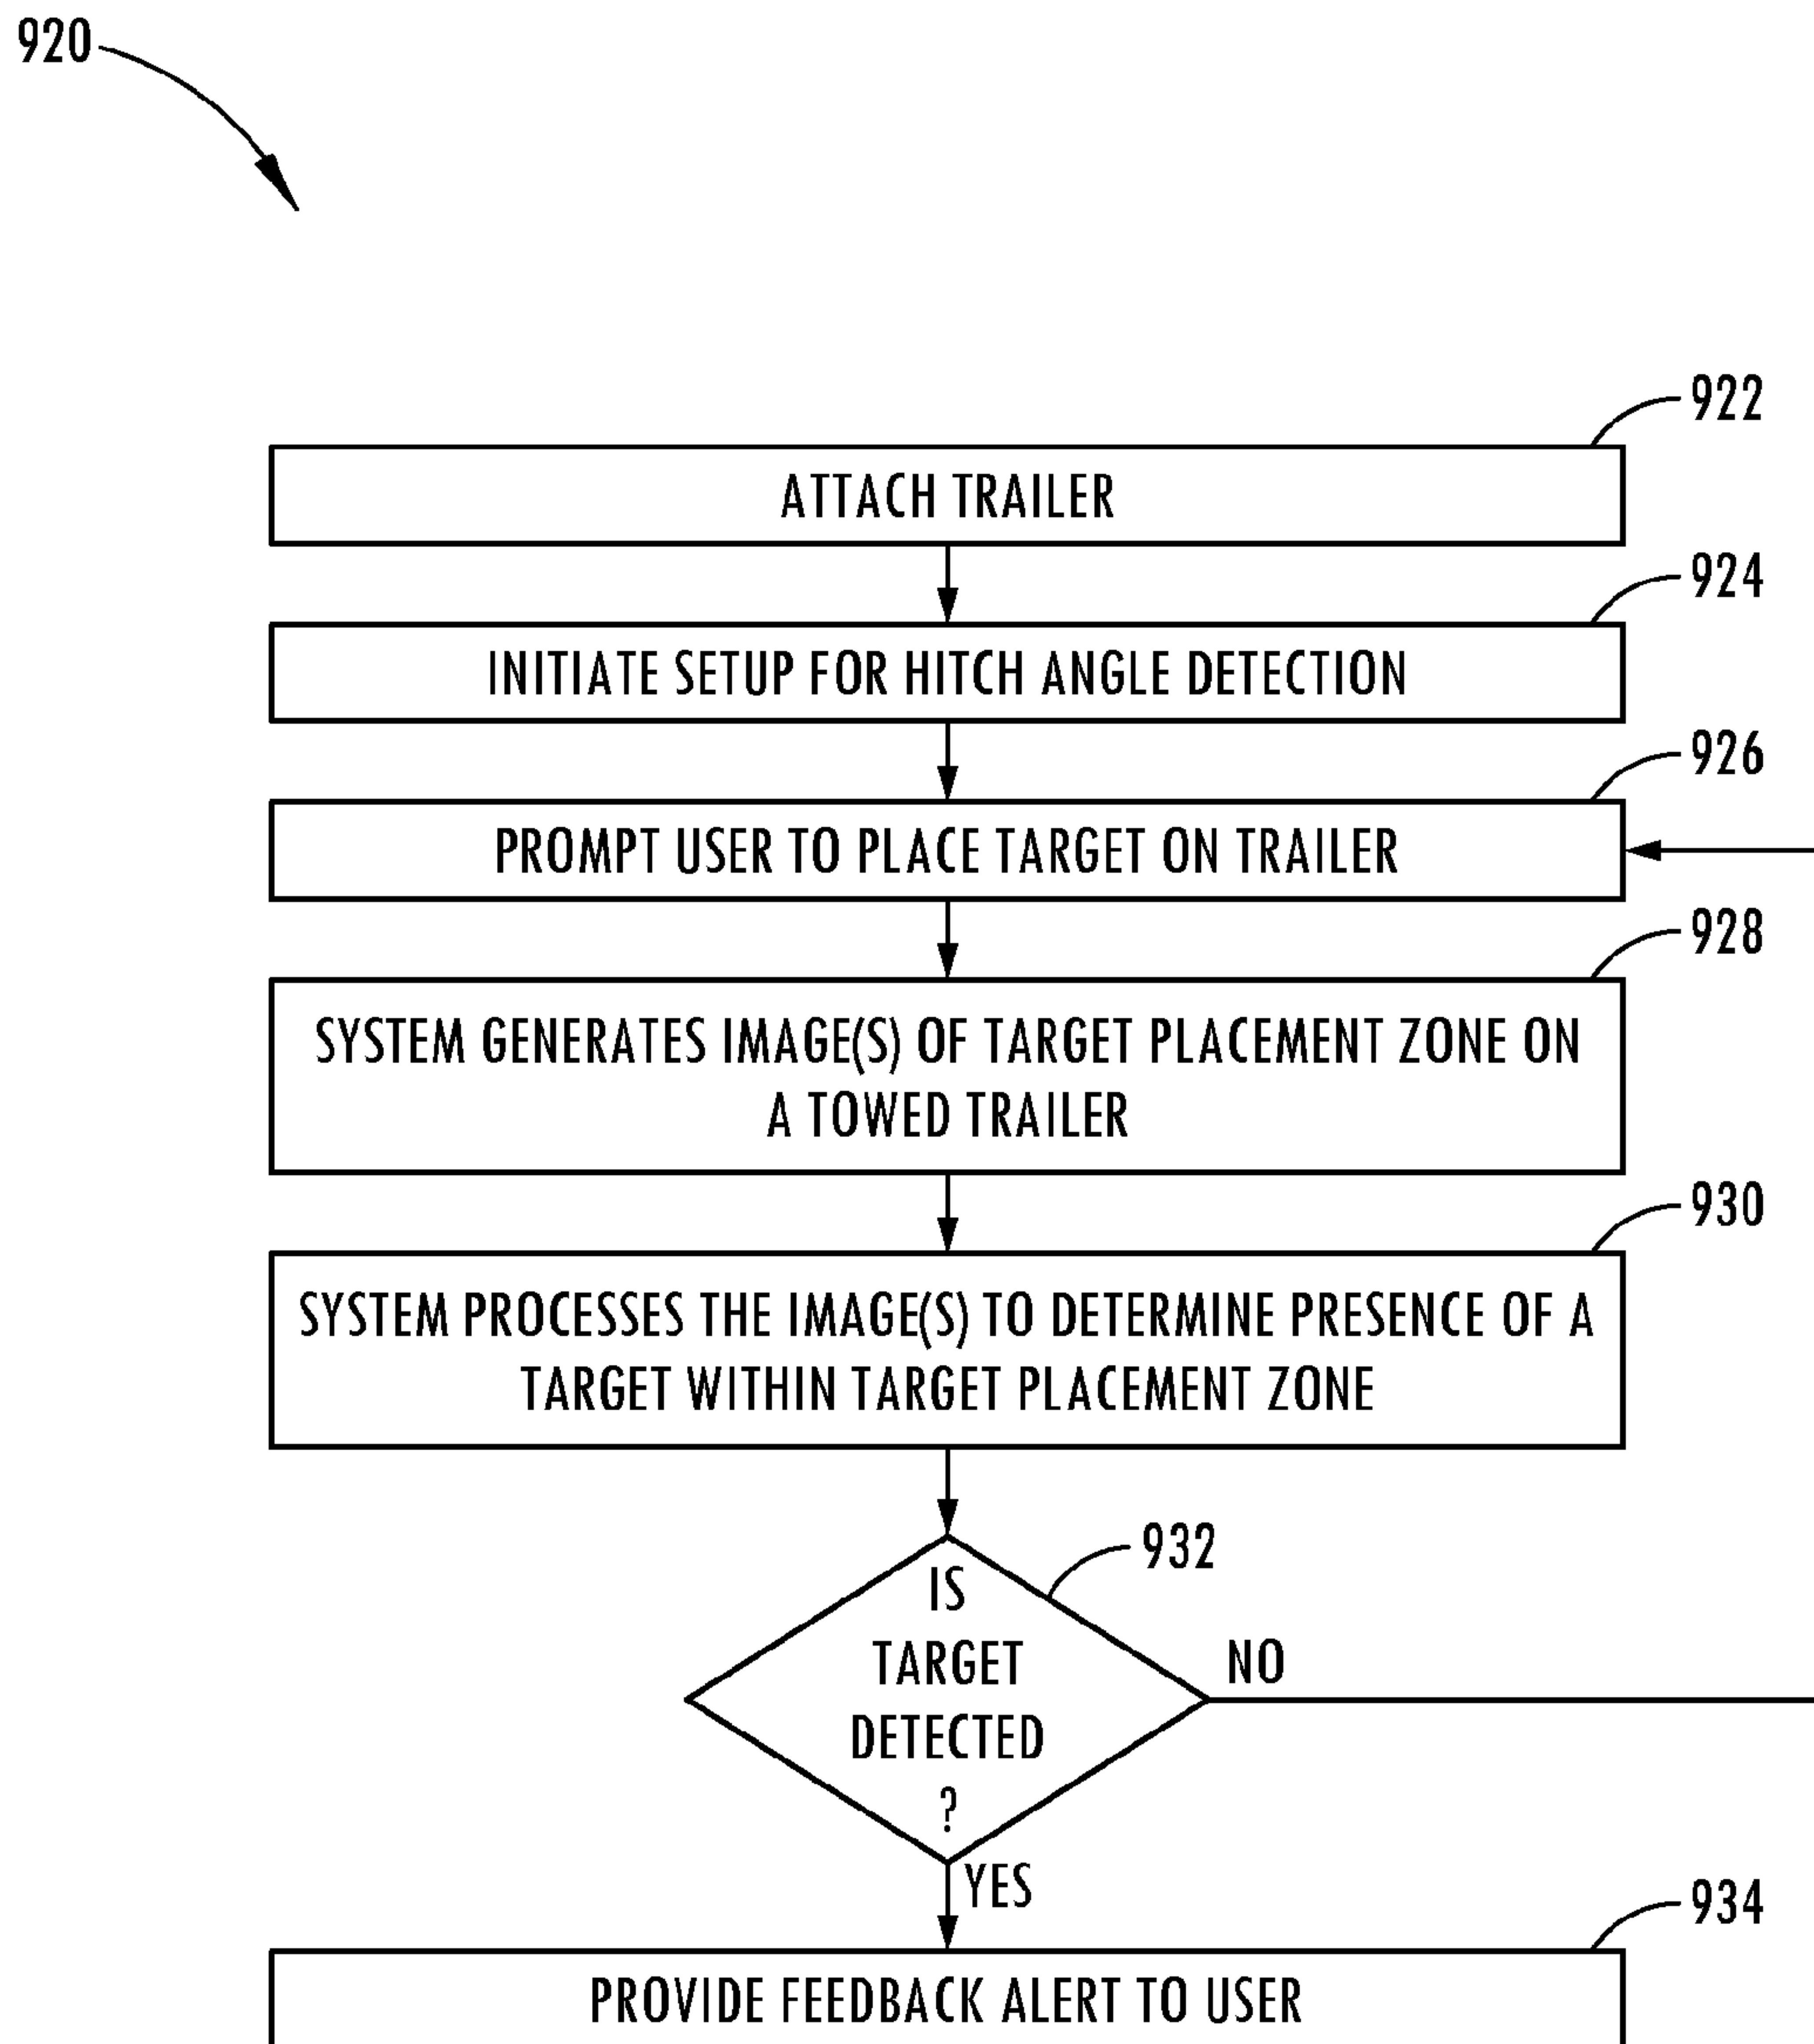 920
922
ATTACH TRAILER
924
INITIATE SETUP FOR HITCH ANGLE DETECTION
926
PROMPT USER TO PLACE TARGET ON TRAILER
928
SYSTEM GENERATES IMAGE(S) OF TARGET PLACEMENT ZONE ON
A TOWED TRAILER
930
SYSTEM PROCESSES THE IMAGE(S) TO DETERMINE PRESENCE OF A
TARGET WITHIN TARGET PLACEMENT ZONE
932
IS
TARGET
DETECTED
?
NO
YES
934
PROVIDE FEEDBACK ALERT TO USER